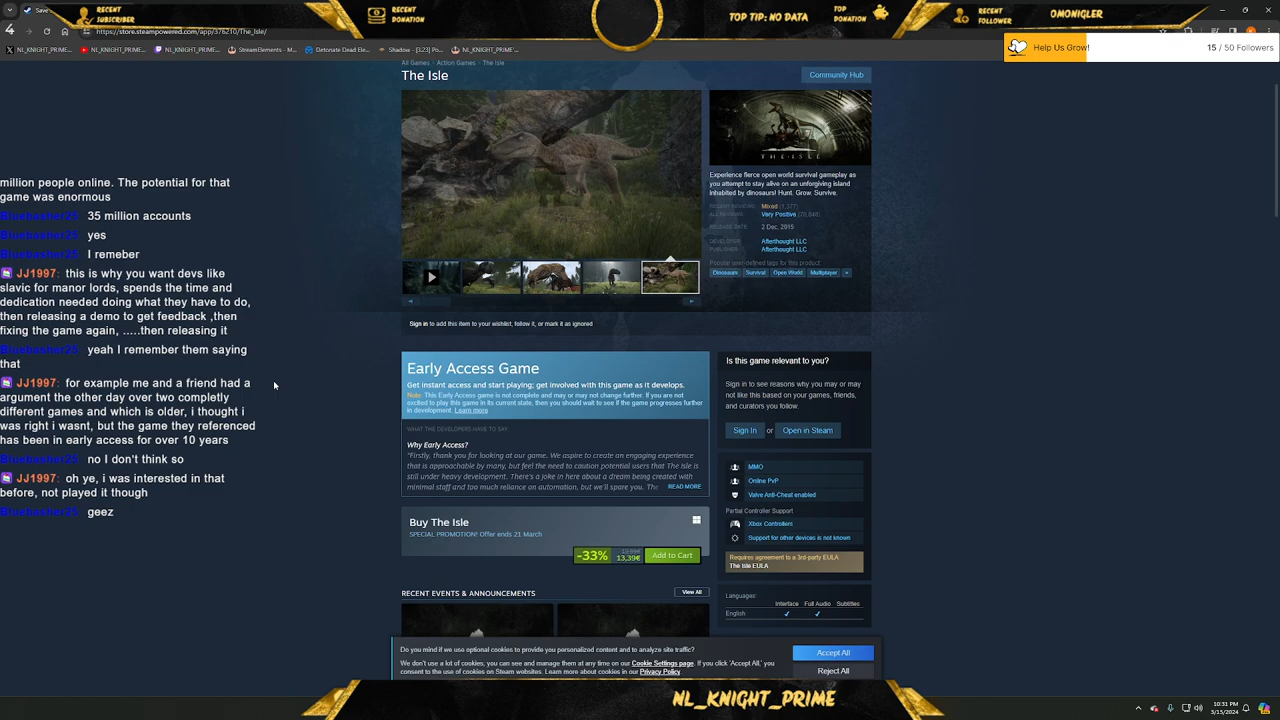 RECENT
SUBSCRIBER
RECENT
DONATION
TOP TIP: NO DATA
TOP
DONATION
RECENT
FOLLOWER
OMONIGLER
Save
https://store.steampowered.com/app/376210/The_Isle/
NL_KNIGHT_PRIME
NL_KNIGHT_PRIME
NL_KNIGHT_PRIME
StreamElements -
Detonate Dead
Shadow
NL_KNIGHT_PRIME
Help Us Grow!
15 / 50 Followers
All Games > Action Games > The Isle
The Isle
Community Hub
THE ISLE
Experience fierce open world survival gameplay as
you attempt to stay alive on an unforgiving island
inhabited by dinosaurs! Hunt. Grow. Survive.
RECENT REVIEWS: Mixed (1,377)
ALL REVIEWS: Very Positive
RELEASE DATE: 2 Dec, 2015
DEVELOPER: Afterthought LLC
PUBLISHER: Afterthought LLC
Popular user-defined tags for this product:
Dinosaurs Survival Open World Multiplayer +
Sign in to add this item to your wishlist, follow it, or mark it as ignored
million people online. The potential for that
game was enormous
Bluebasher25 35 million accounts
Bluebasher25 yes
Bluebasher25 I remeber
JJ1997: this is why you want devs like
slavic for manor lords, spends the time and
dedication needed doing what they have to do,
then releasing a demo to get feedback ,then
fixing the game again, .....then releasing it
Bluebasher25 yeah I remember them saying
that
JJ1997: for example me and a friend had a
argument the other day over two completly
different games and which is older, i thought i
was right i wasnt, but the game they referenced
has been in early access for over 10 years
Bluebasher25 no I don't think so
JJ1997: oh ye, i was interested in that
before, not played it though
Bluebasher25 geez
Early Access Game
Get instant access and start playing; get involved with this game as it develops.
Note: This Early Access game is not complete and may or may not change further. If you are not
excited to play this game in its current state, then you should wait to see if the game progresses further
in development. Learn more
WHAT THE DEVELOPERS HAVE TO SAY:
Why Early Access?
"Firstly, thank you for looking at our game. We aspire to create an engaging experience
that is approachable by many, but feel the need to caution potential users that The Isle is
still under heavy development. There's a joke in here about a dream being created with
minimal staff and too much reliance on automation, but we'll spare you. The READ MORE
Buy The Isle
SPECIAL PROMOTION! Offer ends 21 March
-33%
13,39€
Add to Cart
RECENT EVENTS & ANNOUNCEMENTS
View All
Is this game relevant to you?
Sign in to see reasons why you may or may
not like this based on your games, friends,
and curators you follow.
Sign In or Open in Steam
MMO
Online PvP
Valve Anti-Cheat enabled
Partial Controller Support
Xbox Controllers
Support for other devices is not known
Requires agreement to a 3rd-party EULA
The Isle EULA
Languages:
Interface Full Audio Subtitles
English ✔ ✔
Do you mind if we use optional cookies to provide you personalized content and to analyze site traffic?
We don't use a lot of cookies, you can see and manage them at any time on our Cookie Settings page. If you click 'Accept All,' you
consent to the use of cookies on Steam websites. Learn more about cookies in our Privacy Policy.
Accept All
Reject All
NL_KNIGHT_PRIME
10:31 PM
3/15/2024